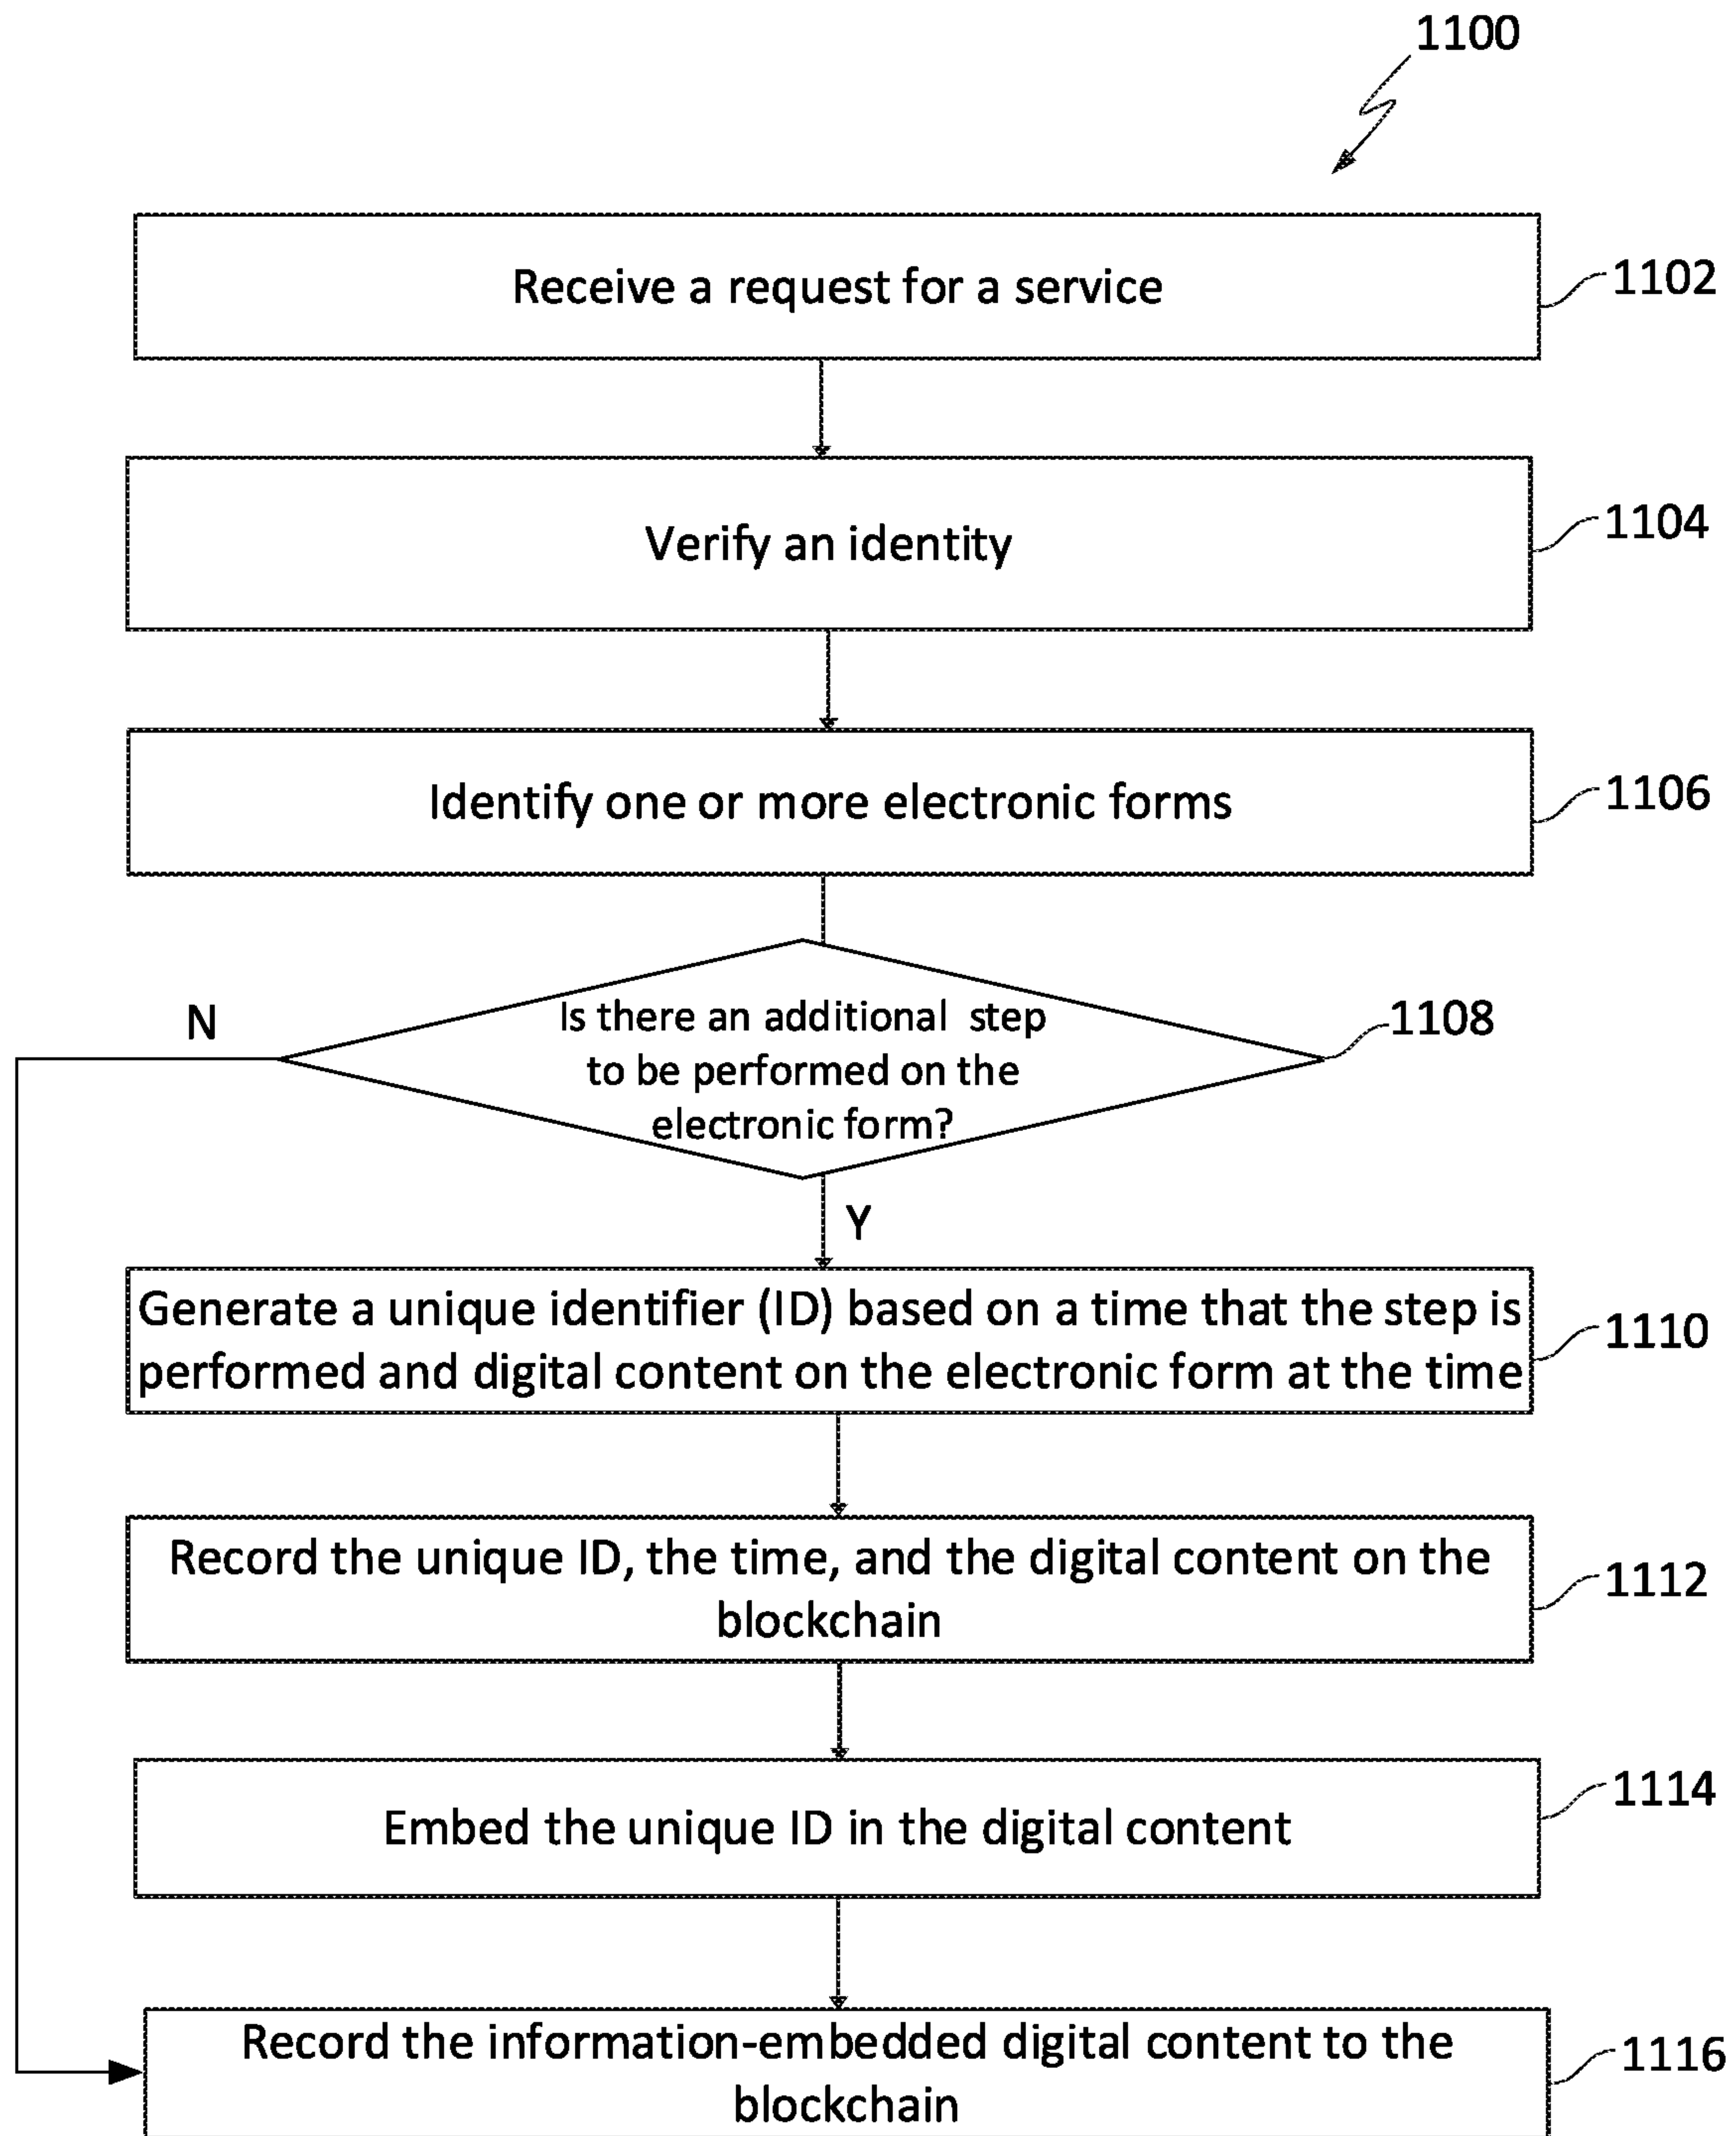 1100
Receive a request for a service
1102
Verify an identity
1104
Identify one or more electronic forms
1106
N
Is there an additional step
to be performed on the
electronic form?
1108
Y
Generate a unique identifier (ID) based on a time that the step is
performed and digital content on the electronic form at the time
1110
Record the unique ID, the time, and the digital content on the
blockchain
1112
Embed the unique ID in the digital content
1114
Record the information-embedded digital content to the
blockchain
1116